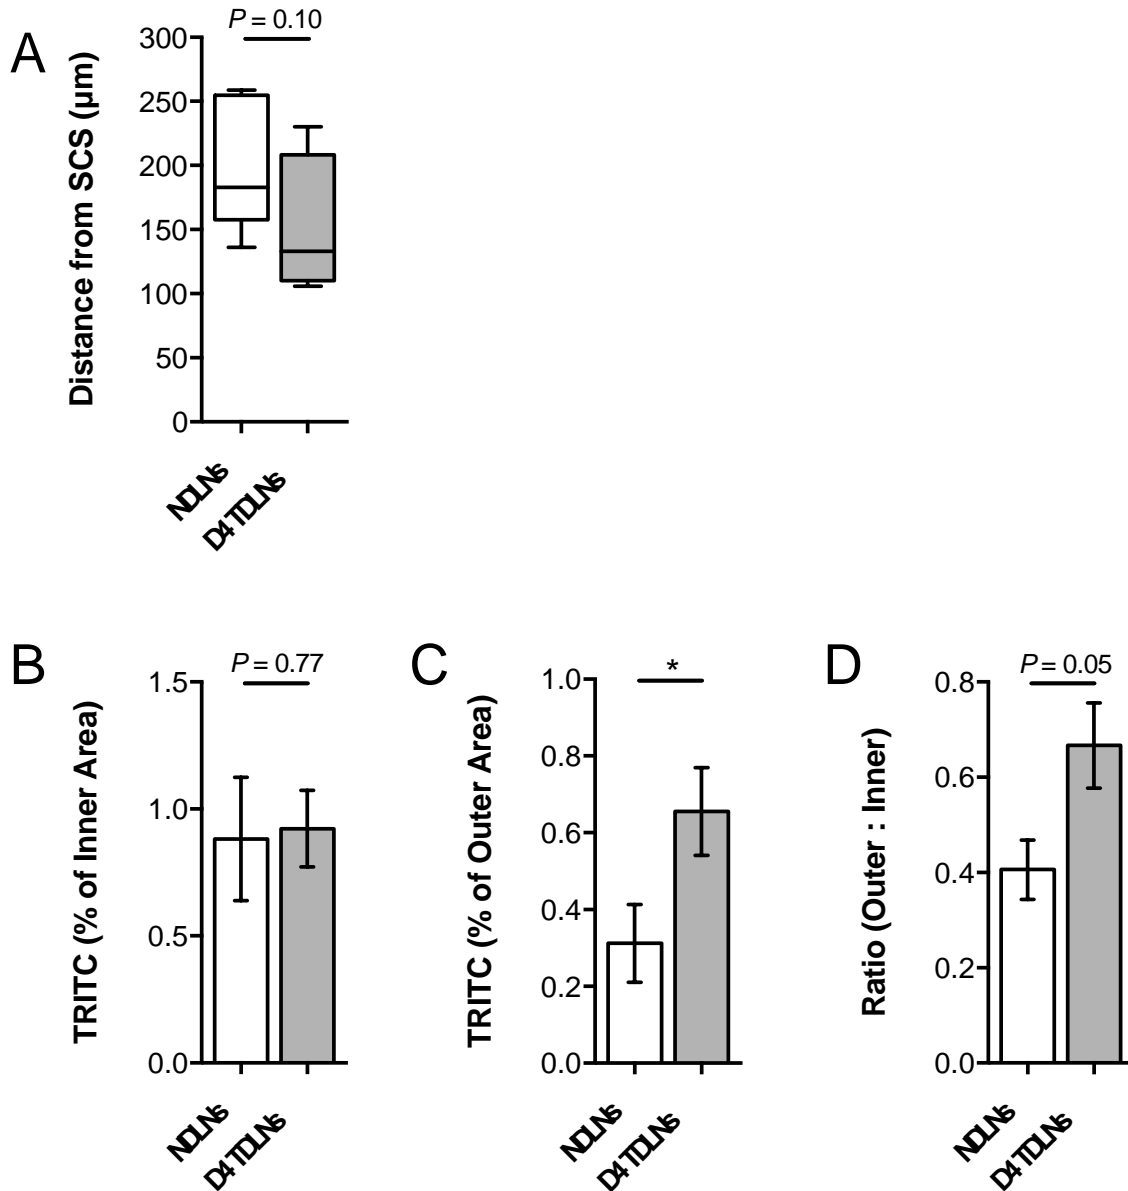 A
P = 0.10
Distance from SCS (µm)
300
250
200
150
100
50
0
NDLNs
D4 TDLNs
B
P = 0.77
TRITC (% of Inner Area)
1.5
1.0
0.5
0.0
NDLNs
D4 TDLNs
C
*
TRITC (% of Outer Area)
1.0
0.8
0.6
0.4
0.2
0.0
NDLNs
D4 TDLNs
D
P = 0.05
Ratio (Outer : Inner)
0.8
0.6
0.4
0.2
0.0
NDLNs
D4 TDLNs